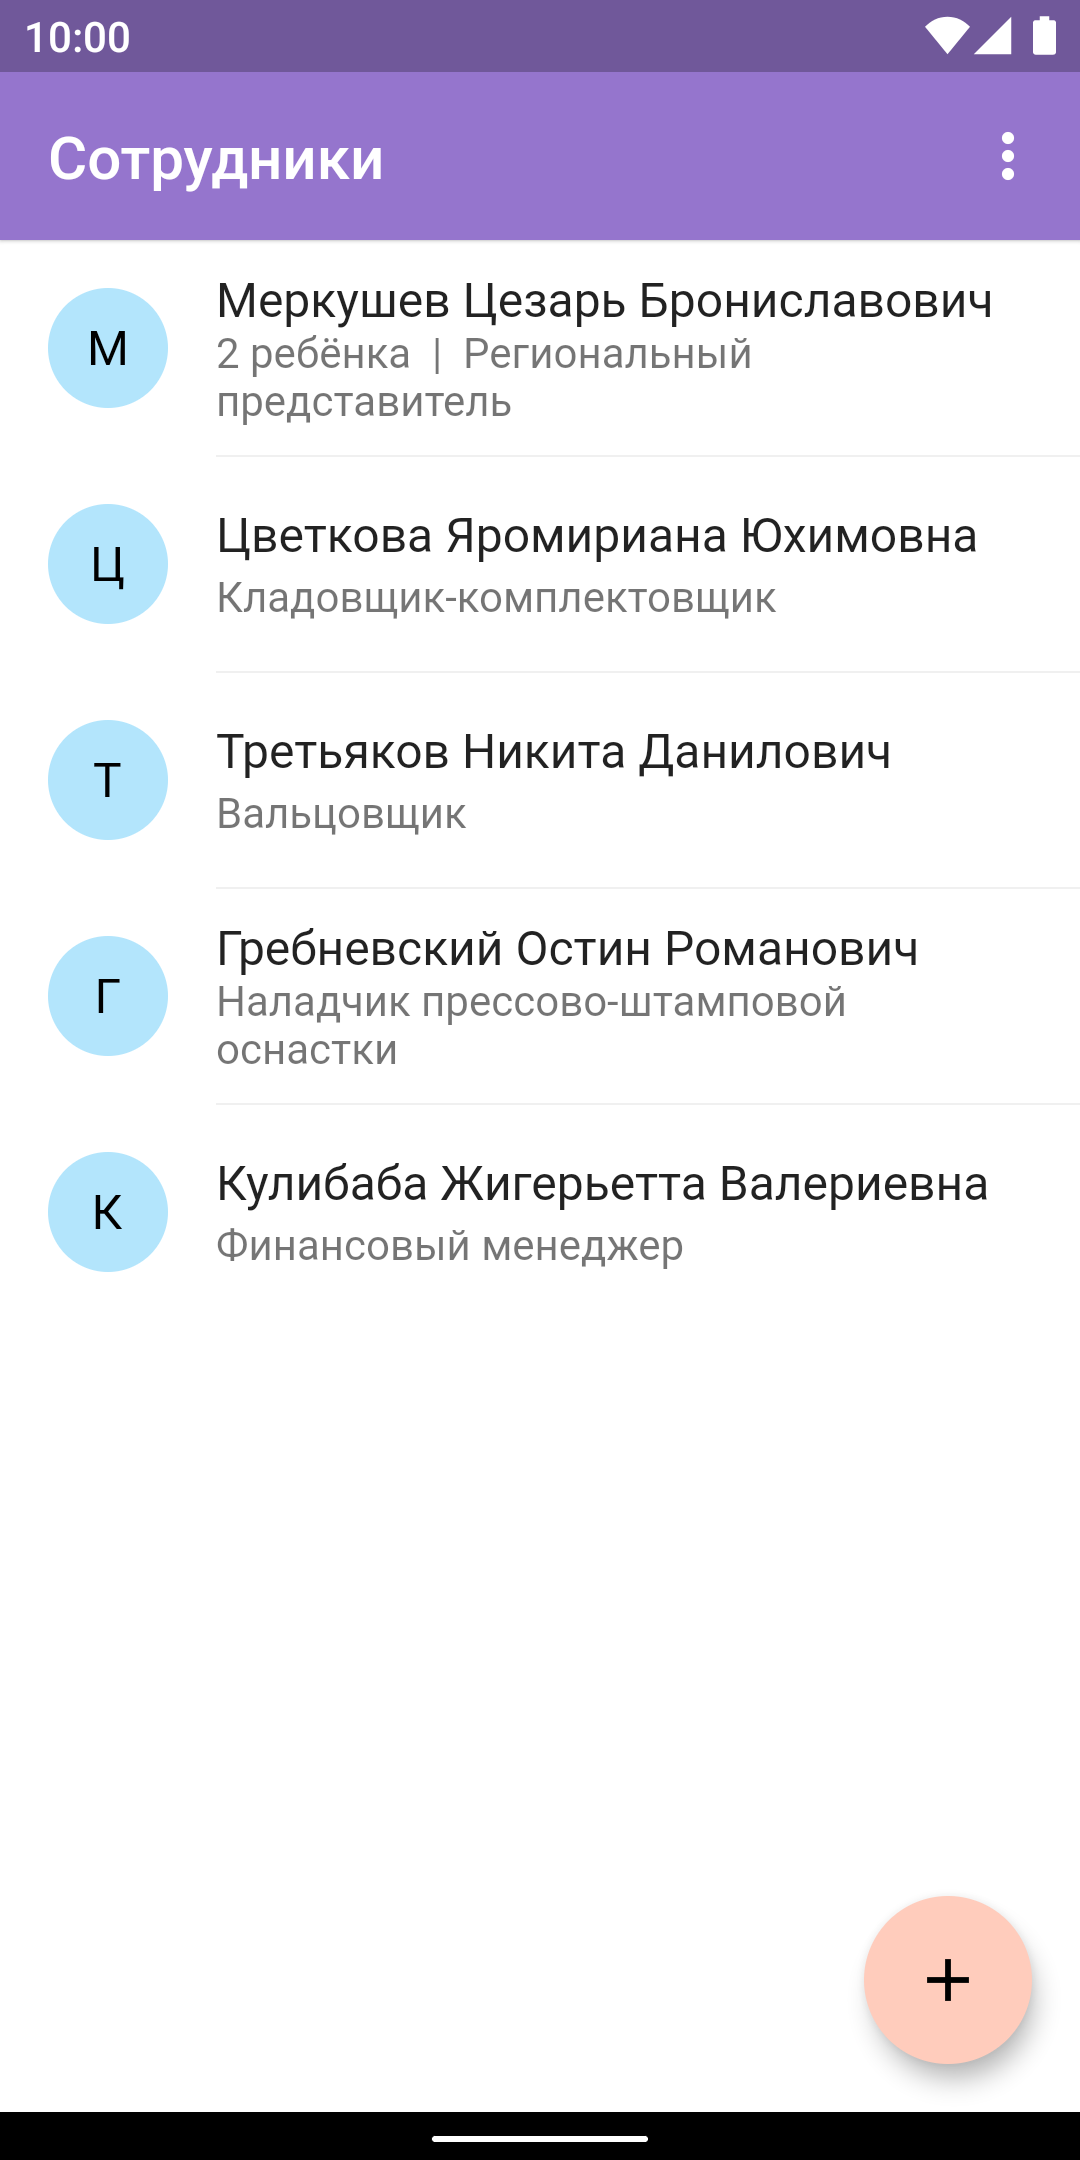 10:00
Сотрудники
М
Меркушев Цезарь Брониславович
2 ребёнка | Региональный
представитель
Ц
Цветкова Яромириана Юхимовна
Кладовщик-комплектовщик
Т
Третьяков Никита Данилович
Вальцовщик
Г
Гребневский Остин Романович
Наладчик прессово-штамповой
оснастки
К
Кулибаба Жигерьетта Валериевна
Финансовый менеджер